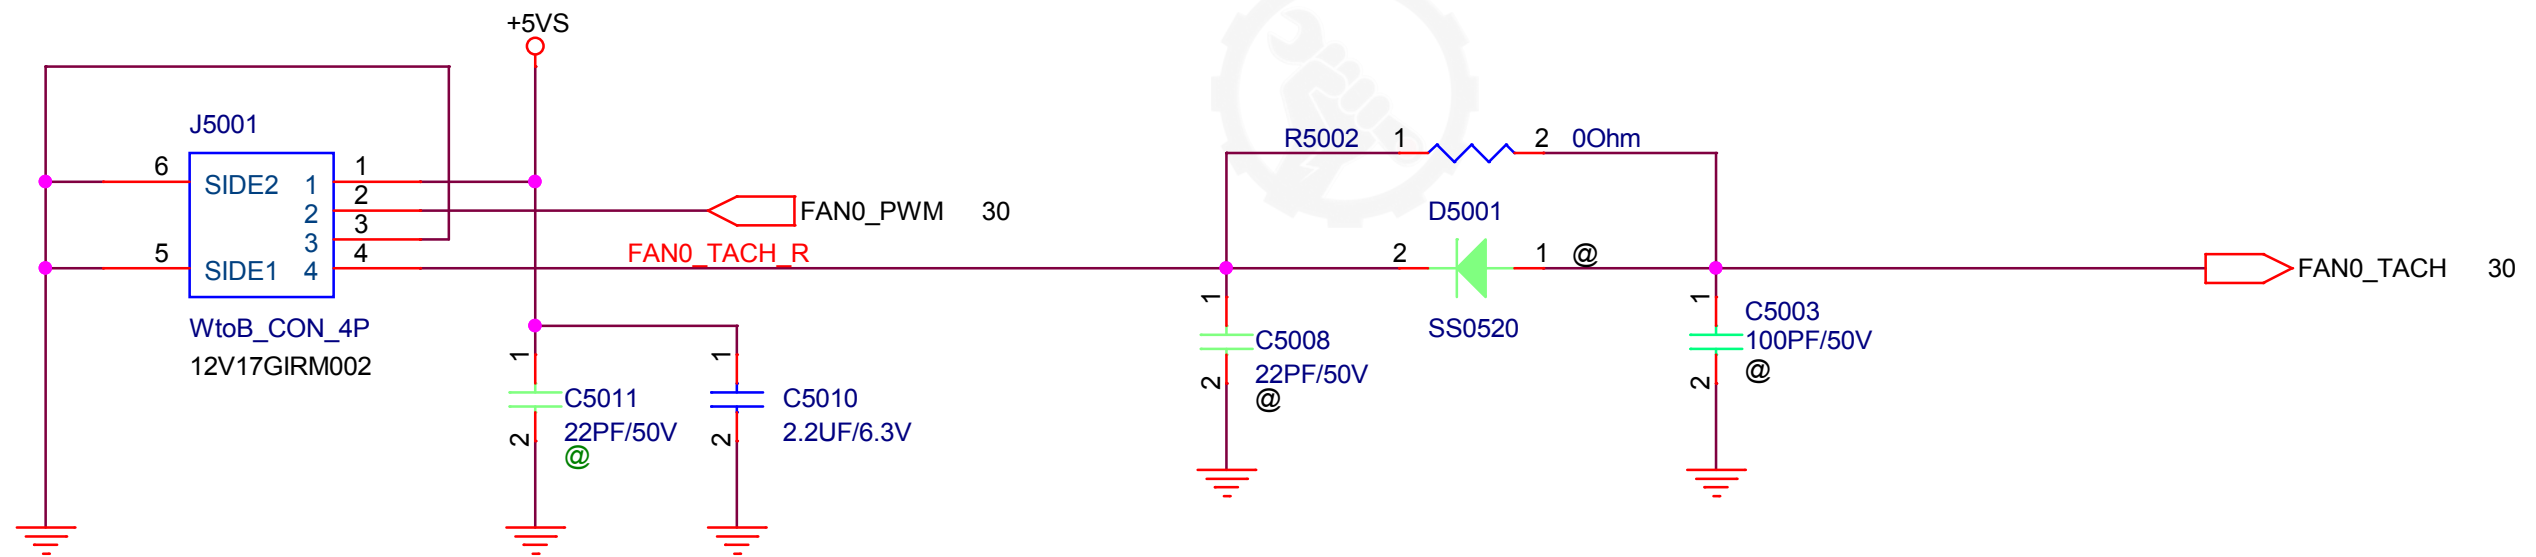 +5VS
J5001
6
SIDE2
1
1
2
2
3
3
5
SIDE1
4
4
WtoB_CON_4P
12V17GIRM002
FAN0_PWM 30
FAN0_TACH_R
1
C5011
22PF/50V
@
2
1
C5010
2.2UF/6.3V
2
R5002 1 2 0Ohm
D5001
2 1 @
SS0520
1
C5008
22PF/50V
@
2
1
C5003
100PF/50V
@
2
FAN0_TACH 30